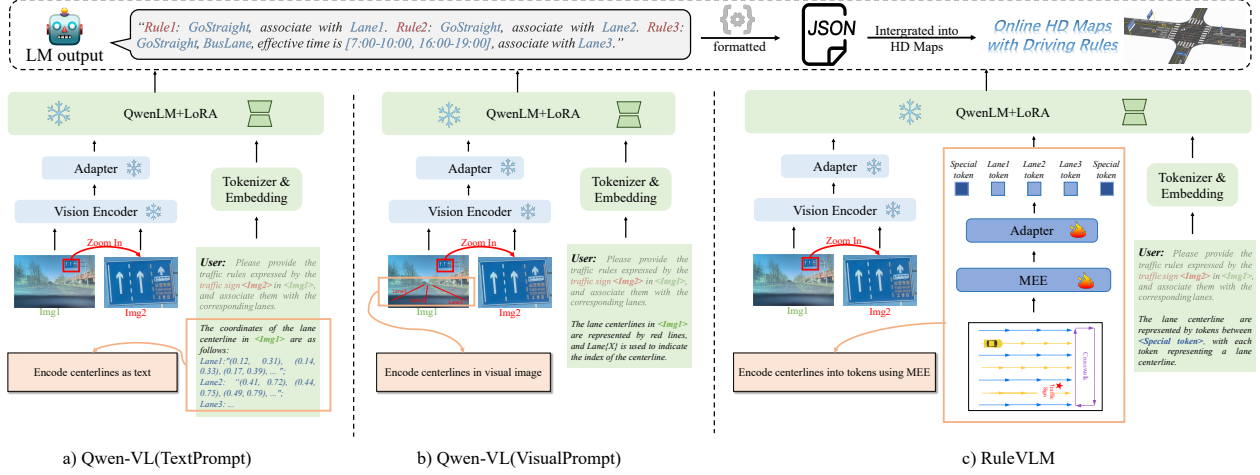 LM output
“Rule1: GoStraight, associate with Lane1. Rule2: GoStraight, associate with Lane2. Rule3:
GoStraight, BusLane, effective time is [7:00-10:00, 16:00-19:00], associate with Lane3.”
formatted
JSON
Intergrated into
HD Maps
Online HD Maps
with Driving Rules
QwenLM+LoRA
Adapter
Vision Encoder
Tokenizer &
Embedding
Zoom In
Img1
Img2
User: Please provide the
traffic rules expressed by the
traffic sign <Img2> in <Img1>,
and associate them with the
corresponding lanes.
The coordinates of the lane
centerline in <Img1> are as
follows:
Lane1:"(0.12, 0.31), (0.14,
0.33), (0.17, 0.39), ... ";
Lane2: “(0.41, 0.72), (0.44,
0.75), (0.49, 0.79), ...”;
Lane3: ...
Encode centerlines as text
a) Qwen-VL(TextPrompt)
QwenLM+LoRA
Adapter
Vision Encoder
Tokenizer &
Embedding
Zoom In
Img1
Img2
User: Please provide the
traffic rules expressed by the
traffic sign <Img2> in <Img1>,
and associate them with the
corresponding lanes.
The lane centerlines in <Img1>
are represented by red lines,
and Lane{X} is used to indicate
the index of the centerline.
Encode centerlines in visual image
b) Qwen-VL(VisualPrompt)
QwenLM+LoRA
Adapter
Vision Encoder
Zoom In
Img1
Img2
Special
token
Lane1
token
Lane2
token
Lane3
token
Special
token
Adapter
MEE
Crosswalk
Traffic
Sign
Tokenizer &
Embedding
User: Please provide the
traffic rules expressed by the
traffic sign <Img2> in <Img1>,
and associate them with the
corresponding lanes.
The lane centerline are
represented by tokens between
<Special token>, with each
token representing a lane
centerline.
Encode centerlines into tokens using MEE
c) RuleVLM